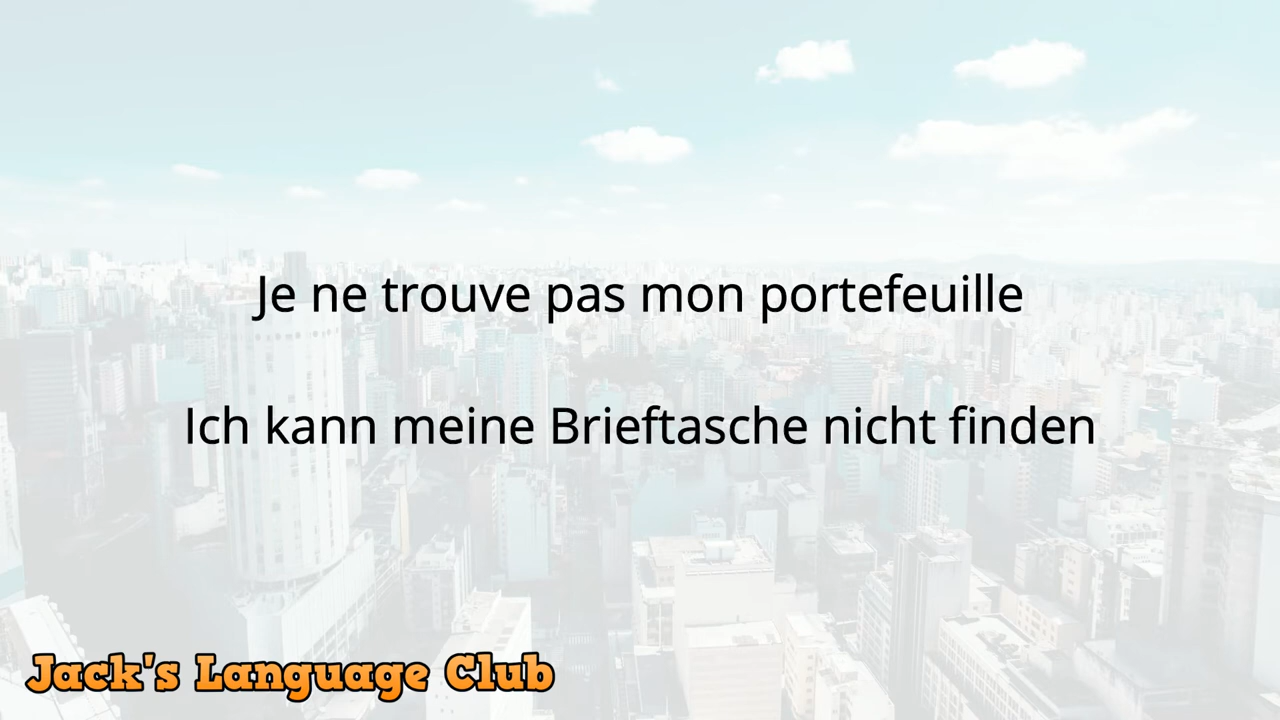 Je ne trouve pas mon portefeuille
Ich kann meine Brieftasche nicht finden
Jack's Language Club